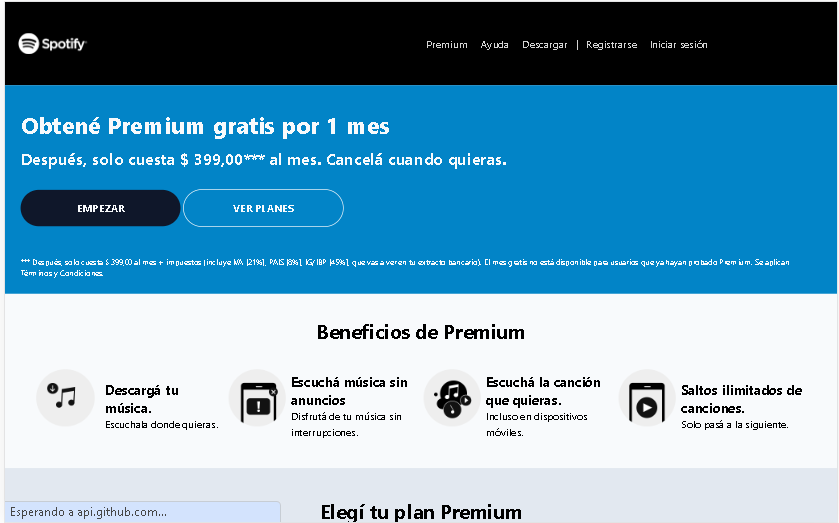 Spotify
Premium Ayuda Descargar | Registrarse Iniciar sesión
Obtené Premium gratis por 1 mes
Después, solo cuesta $ 399,00*** al mes. Cancelá cuando quieras.
EMPEZAR VER PLANES
*** Después, solo cuesta $ 399,00 al mes + impuestos (incluye IVA [21%], PAIS [8%], IG/IBP [45%], que vas a ver en tu extracto bancario). El mes gratis no está disponible para usuarios que ya hayan probado Premium. Se aplican
Términos y Condiciones.
Beneficios de Premium
Descargá tu
música.
Escuchala donde quieras.
Escuchá música sin
anuncios
Disfrutá de tu música sin
interrupciones.
Escuchá la canción
que quieras.
Incluso en dispositivos
móviles.
Saltos ilimitados de
canciones.
Solo pasá a la siguiente.
Elegí tu plan Premium
Esperando a api.github.com...